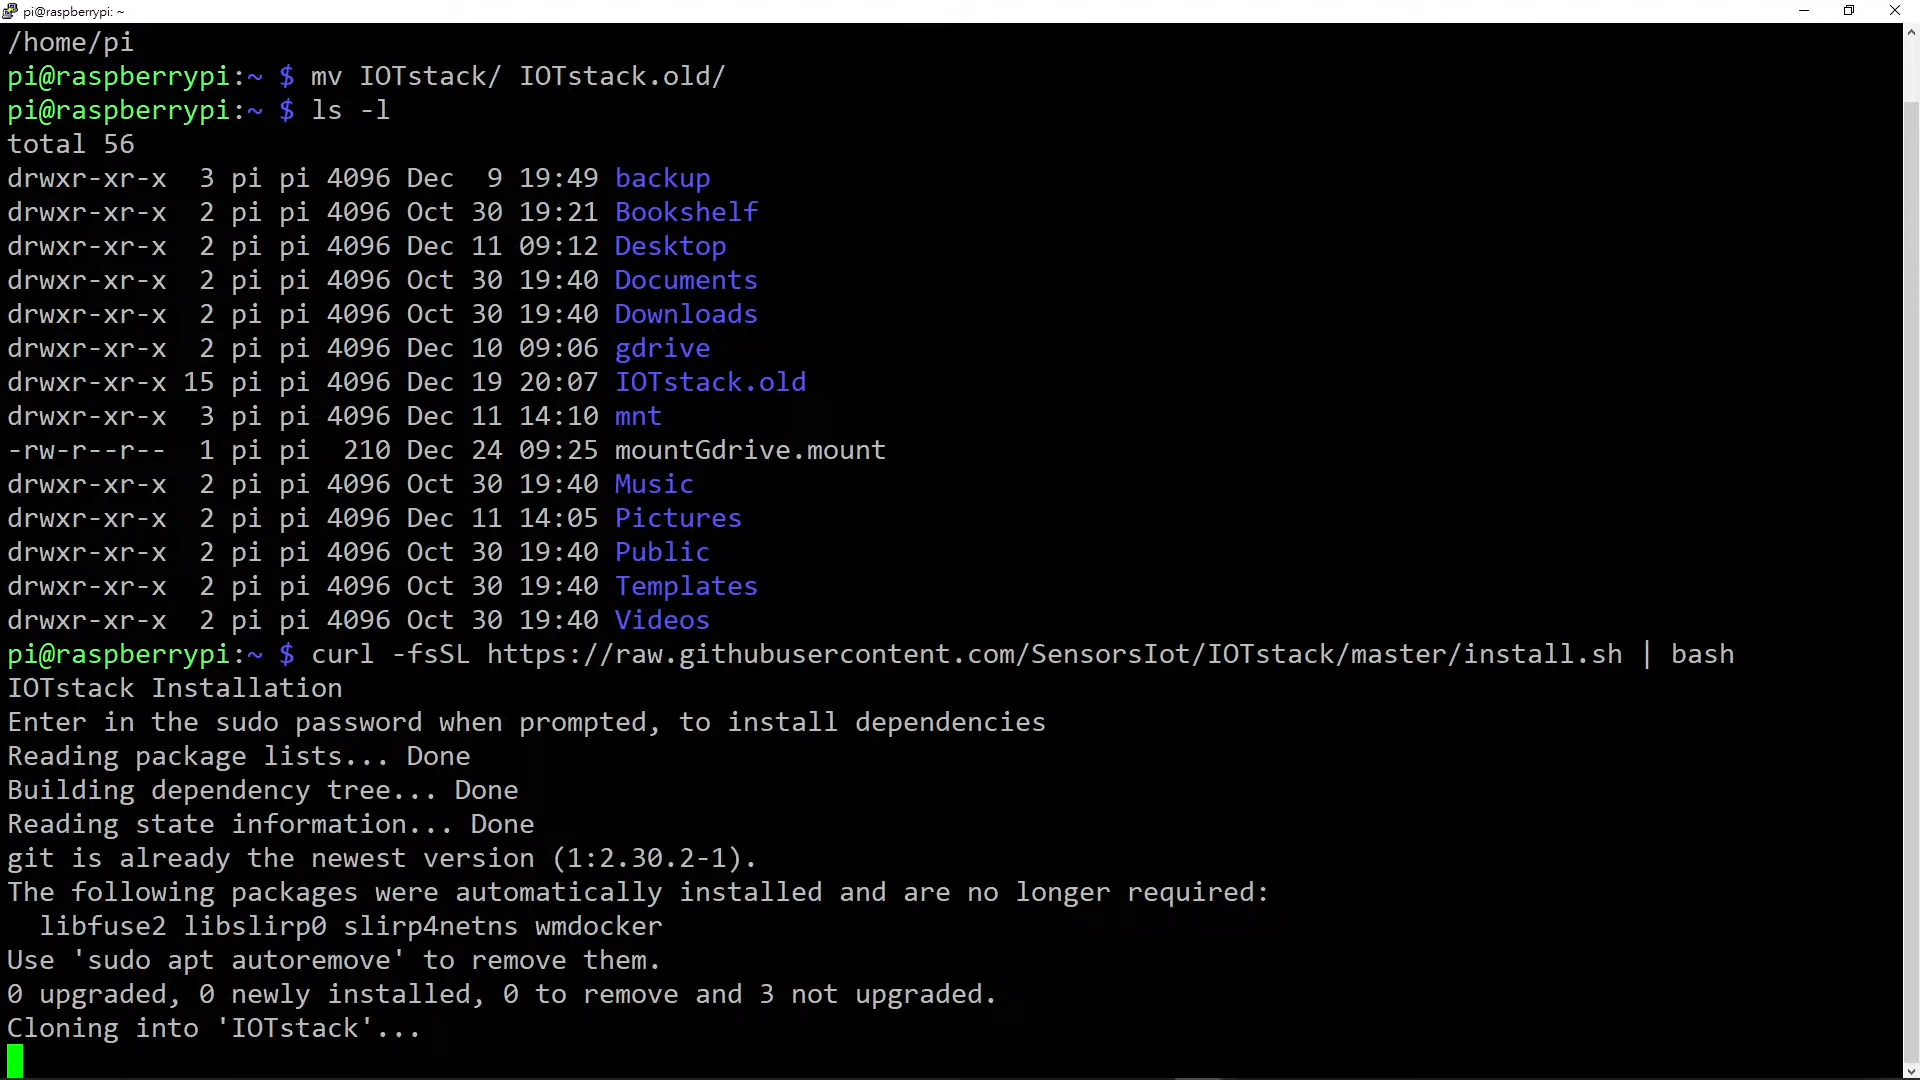 pi@raspberrypi: ~
/home/pi
pi@raspberrypi:~ $ mv IOTstack/ IOTstack.old/
pi@raspberrypi:~ $ ls -l
total 56
drwxr-xr-x  3 pi pi 4096 Dec  9 19:49 backup
drwxr-xr-x  2 pi pi 4096 Oct 30 19:21 Bookshelf
drwxr-xr-x  2 pi pi 4096 Dec 11 09:12 Desktop
drwxr-xr-x  2 pi pi 4096 Oct 30 19:40 Documents
drwxr-xr-x  2 pi pi 4096 Oct 30 19:40 Downloads
drwxr-xr-x  2 pi pi 4096 Dec 10 09:06 gdrive
drwxr-xr-x 15 pi pi 4096 Dec 19 20:07 IOTstack.old
drwxr-xr-x  3 pi pi 4096 Dec 11 14:10 mnt
-rw-r--r--  1 pi pi  210 Dec 24 09:25 mountGdrive.mount
drwxr-xr-x  2 pi pi 4096 Oct 30 19:40 Music
drwxr-xr-x  2 pi pi 4096 Dec 11 14:05 Pictures
drwxr-xr-x  2 pi pi 4096 Oct 30 19:40 Public
drwxr-xr-x  2 pi pi 4096 Oct 30 19:40 Templates
drwxr-xr-x  2 pi pi 4096 Oct 30 19:40 Videos
pi@raspberrypi:~ $ curl -fsSL https://raw.githubusercontent.com/SensorsIot/IOTstack/master/install.sh | bash
IOTstack Installation
Enter in the sudo password when prompted, to install dependencies
Reading package lists... Done
Building dependency tree... Done
Reading state information... Done
git is already the newest version (1:2.30.2-1).
The following packages were automatically installed and are no longer required:
  libfuse2 libslirp0 slirp4netns wmdocker
Use 'sudo apt autoremove' to remove them.
0 upgraded, 0 newly installed, 0 to remove and 3 not upgraded.
Cloning into 'IOTstack'...